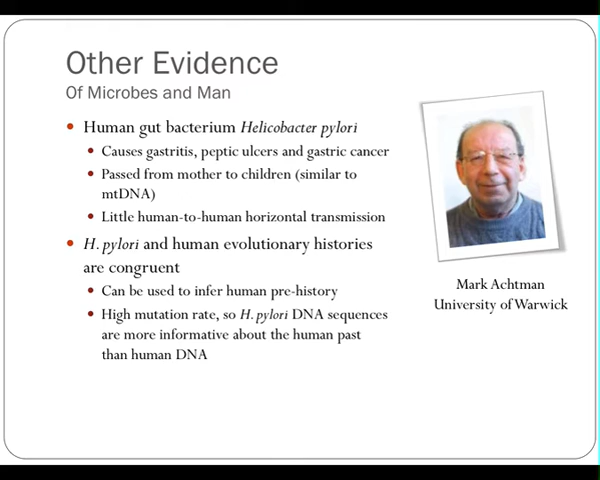 Other Evidence
Of Microbes and Man
Human gut bacterium Helicobacter pylori
Causes gastritis, peptic ulcers and gastric cancer
Passed from mother to children (similar to
mtDNA)
Little human-to-human horizontal transmission
H. pylori and human evolutionary histories
are congruent
Can be used to infer human pre-history
High mutation rate, so H. pylori DNA sequences
are more informative about the human past
than human DNA
Mark Achtman
University of Warwick